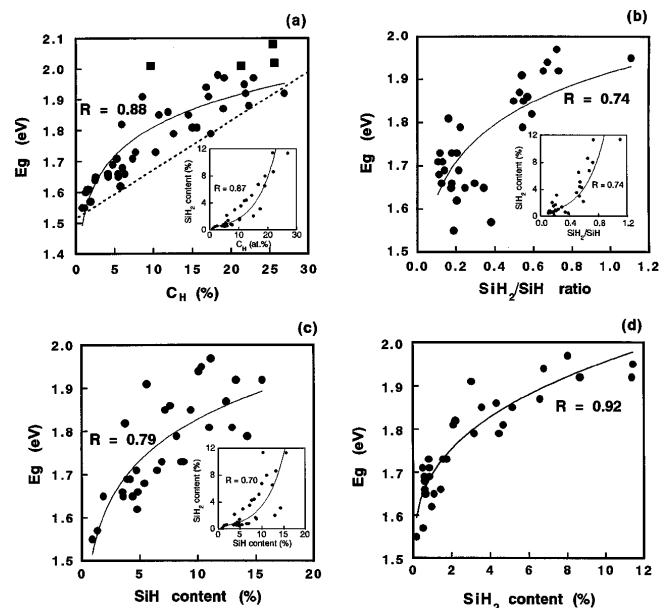 (a)
Eg (eV)
2.1
2.0
1.9
1.8
1.7
1.6
1.5
1.4
R = 0.88
0 5 10 15 20 25 30
C_H (%)
SiH₂ content (%)
12
8
4
0
R = 0.87
0 10 20 30
C_H (at.%)
(b)
Eg (eV)
2.0
1.9
1.8
1.7
1.6
1.5
R = 0.74
0 0.2 0.4 0.6 0.8 1.0 1.2
SiH₂/SiH ratio
SiH₂ content (%)
12
8
4
0
R = 0.74
0 0.4 0.8 1.2
SiH₂/SiH
(c)
Eg (eV)
2.0
1.9
1.8
1.7
1.6
1.5
R = 0.79
0 5 10 15 20
SiH content (%)
SiH₂ content (%)
12
8
4
0
R = 0.70
0 5 10 15 20
SiH content (%)
(d)
Eg (eV)
2.0
1.9
1.8
1.7
1.6
1.5
R = 0.92
0 2 4 6 8 10 12
SiH₂ content (%)